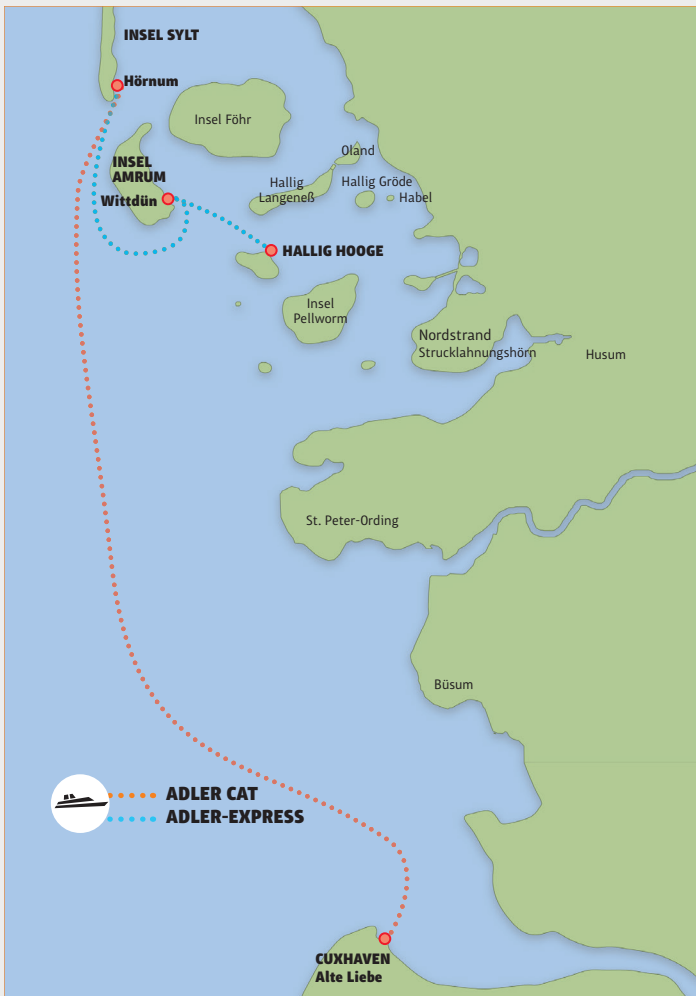 INSEL SYLT
Hörnum
Insel Föhr
Oland
INSEL
AMRUM
Hallig
Langeneß
Hallig Gröde
Habel
Wittdün
HALLIG HOOGE
Insel
Pellworm
Nordstrand
Strucklahnungshörn
Husum
St. Peter-Ording
Büsum
ADLER CAT
ADLER-EXPRESS
CUXHAVEN
Alte Liebe